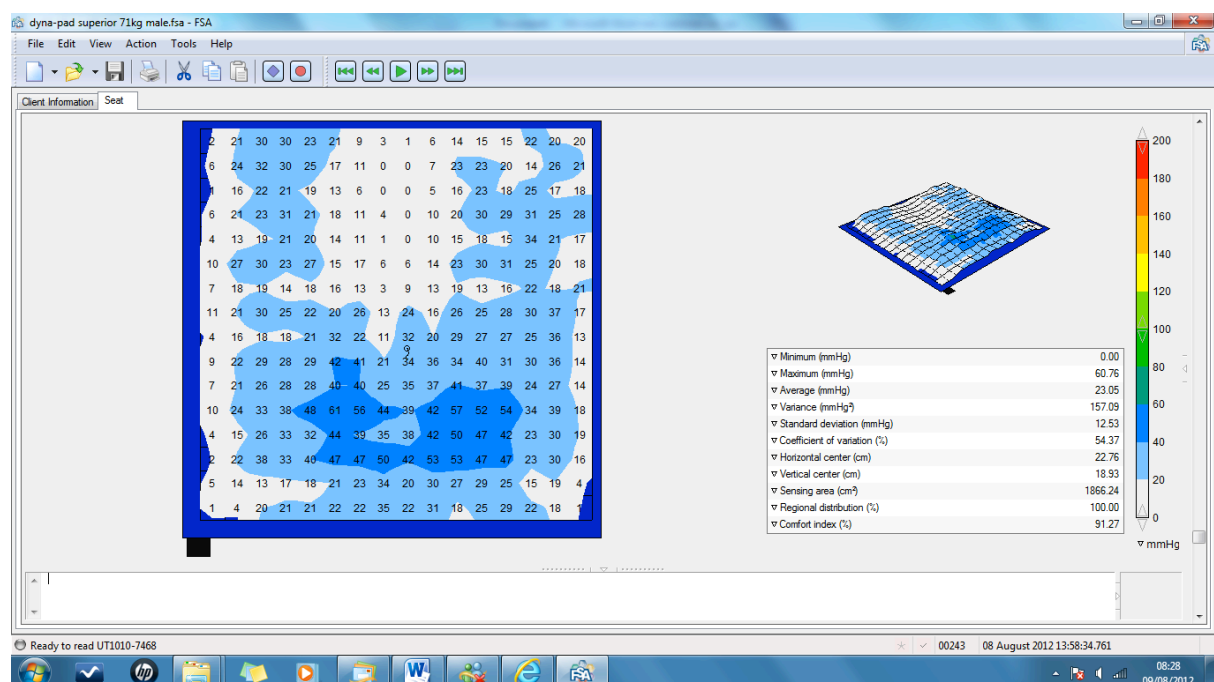 dyna-pad superior 71kg male.fsa - FSA
File Edit View Action Tools Help
Client Information Seat
2 21 30 30 23 21 9 3 1 6 14 15 15 22 20 20
6 24 32 30 25 17 11 0 0 7 23 23 20 14 26 21
1 16 22 21 19 13 6 0 0 5 16 23 18 25 17 18
6 21 23 31 21 18 11 4 0 10 20 30 29 31 25 28
4 13 19 21 20 14 11 1 0 10 15 18 15 34 21 17
10 27 30 23 27 15 17 6 6 14 23 30 31 25 20 18
7 18 19 14 18 16 13 3 9 13 19 13 16 22 18 21
11 21 30 25 22 20 26 13 24 16 26 25 28 30 37 17
4 16 18 18 21 32 22 11 32 20 29 27 27 25 36 13
9 22 29 28 29 42 41 21 34 36 34 40 31 30 36 14
7 21 26 28 28 40 40 25 35 37 41 37 39 24 27 14
10 24 33 38 48 61 56 44 39 42 57 52 54 34 39 18
4 15 26 33 32 44 39 35 38 42 50 47 42 23 30 19
2 22 38 33 40 47 47 50 42 53 53 47 47 23 30 16
5 14 13 17 18 21 23 34 20 30 27 29 25 15 19 4
1 4 20 21 21 22 22 35 22 31 18 25 29 22 18 1
200
180
160
140
120
100
80
60
40
20
0
mmHg
Minimum (mmHg) 0.00
Maximum (mmHg) 60.76
Average (mmHg) 23.05
Variance (mmHg²) 157.09
Standard deviation (mmHg) 12.53
Coefficient of variation (%) 54.37
Horizontal center (cm) 22.76
Vertical center (cm) 18.93
Sensing area (cm²) 1866.24
Regional distribution (%) 100.00
Comfort index (%) 91.27
Ready to read UT1010-7468 00243 08 August 2012 13:58:34.761
hp W FSA
08:28
09/08/2012